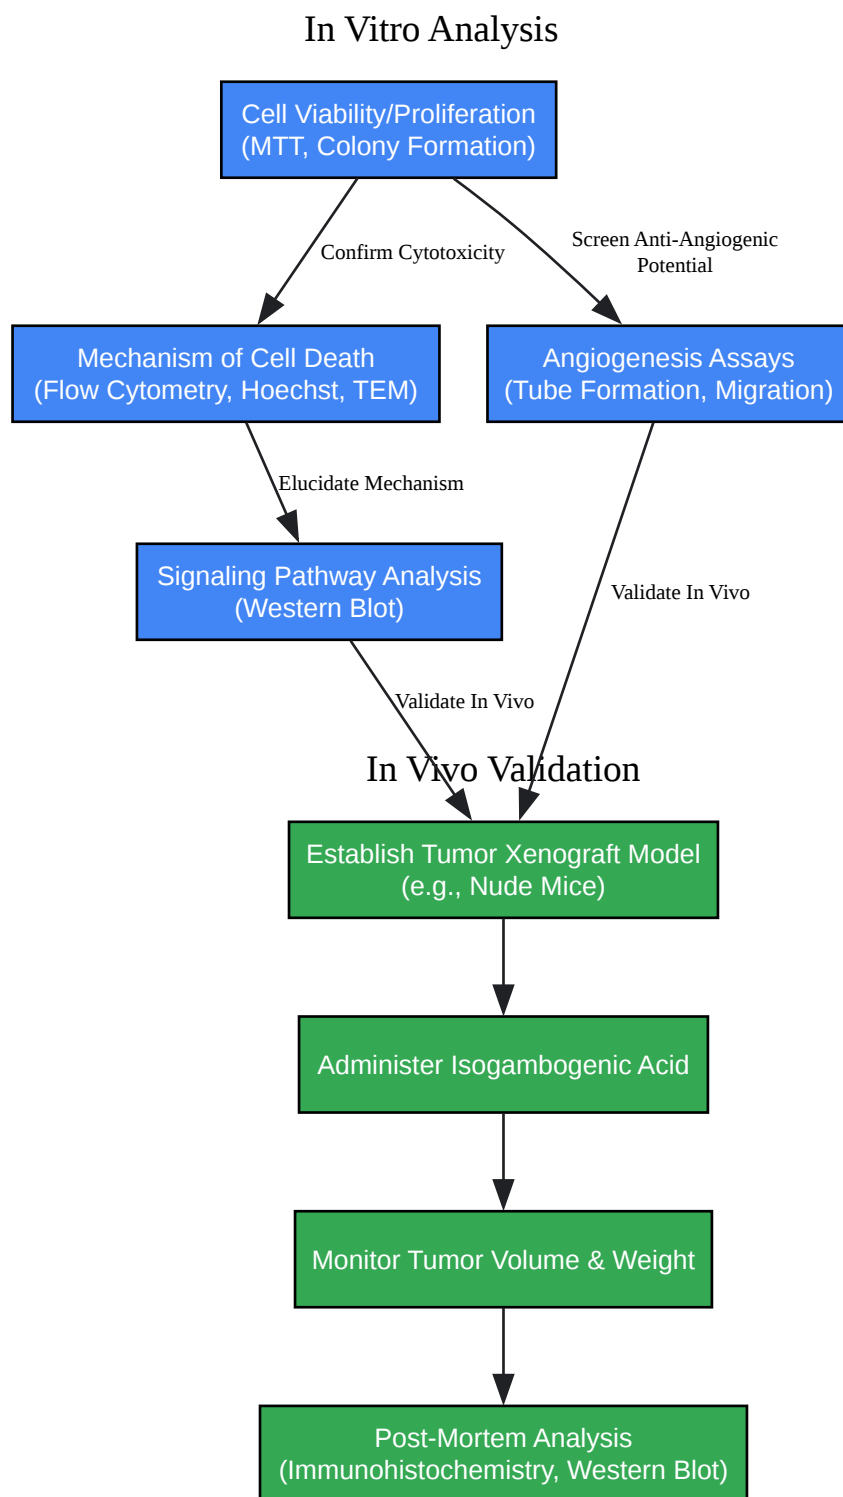 In Vitro Analysis
Cell Viability/Proliferation
(MTT, Colony Formation)
Confirm Cytotoxicity
Screen Anti-Angiogenic
Potential
Mechanism of Cell Death
(Flow Cytometry, Hoechst, TEM)
Angiogenesis Assays
(Tube Formation, Migration)
Elucidate Mechanism
Signaling Pathway Analysis
(Western Blot)
Validate In Vivo
Validate In Vivo
In Vivo Validation
Establish Tumor Xenograft Model
(e.g., Nude Mice)
Administer Isogambogenic Acid
Monitor Tumor Volume & Weight
Post-Mortem Analysis
(Immunohistochemistry, Western Blot)